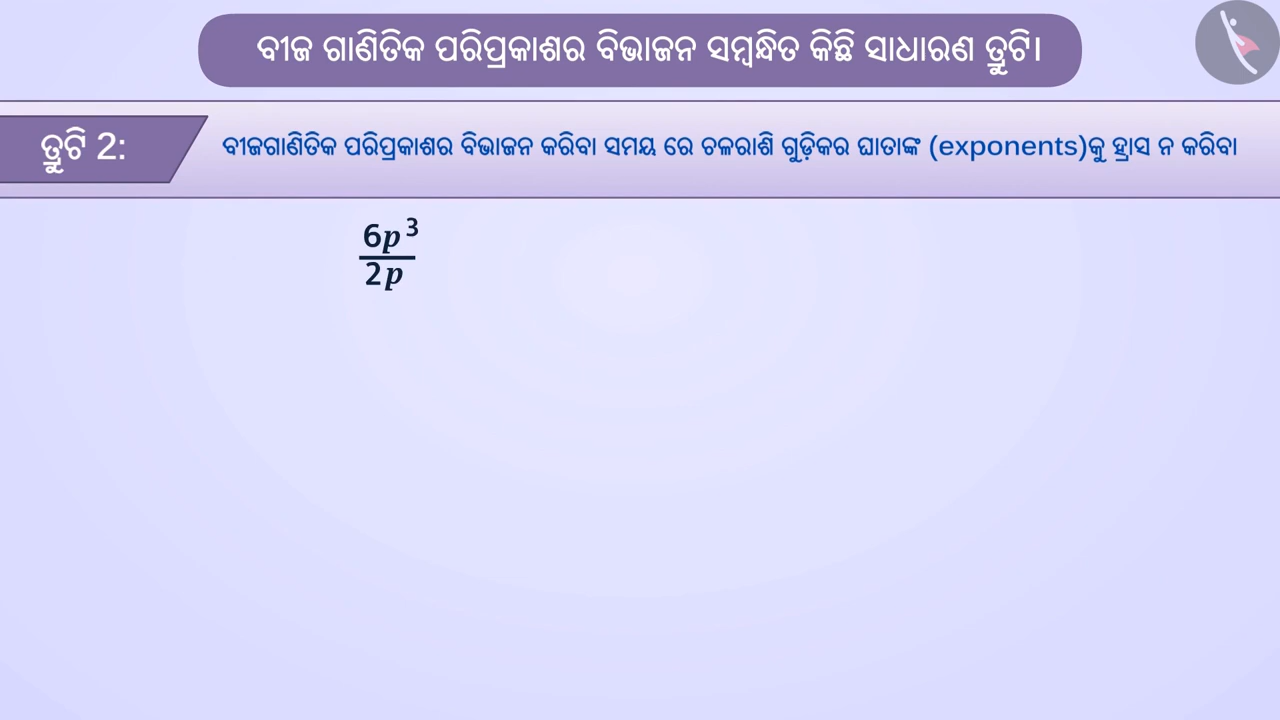 ବୀଜ ଗାଣିତିକ ପରିପ୍ରକାଶର ବିଭାଜନ ସମ୍ବନ୍ଧିତ କିଛି ସାଧାରଣ ତ୍ରୁଟି।
ତ୍ରୁଟି 2:
ବୀଜଗାଣିତିକ ପରିପ୍ରକାଶର ବିଭାଜନ କରିବା ସମୟ ରେ ଚଳରାଶି ଗୁଡ଼ିକର ଘାତାଙ୍କ (exponents)କୁ ହ୍ରାସ ନ କରିବା
6p³
2p